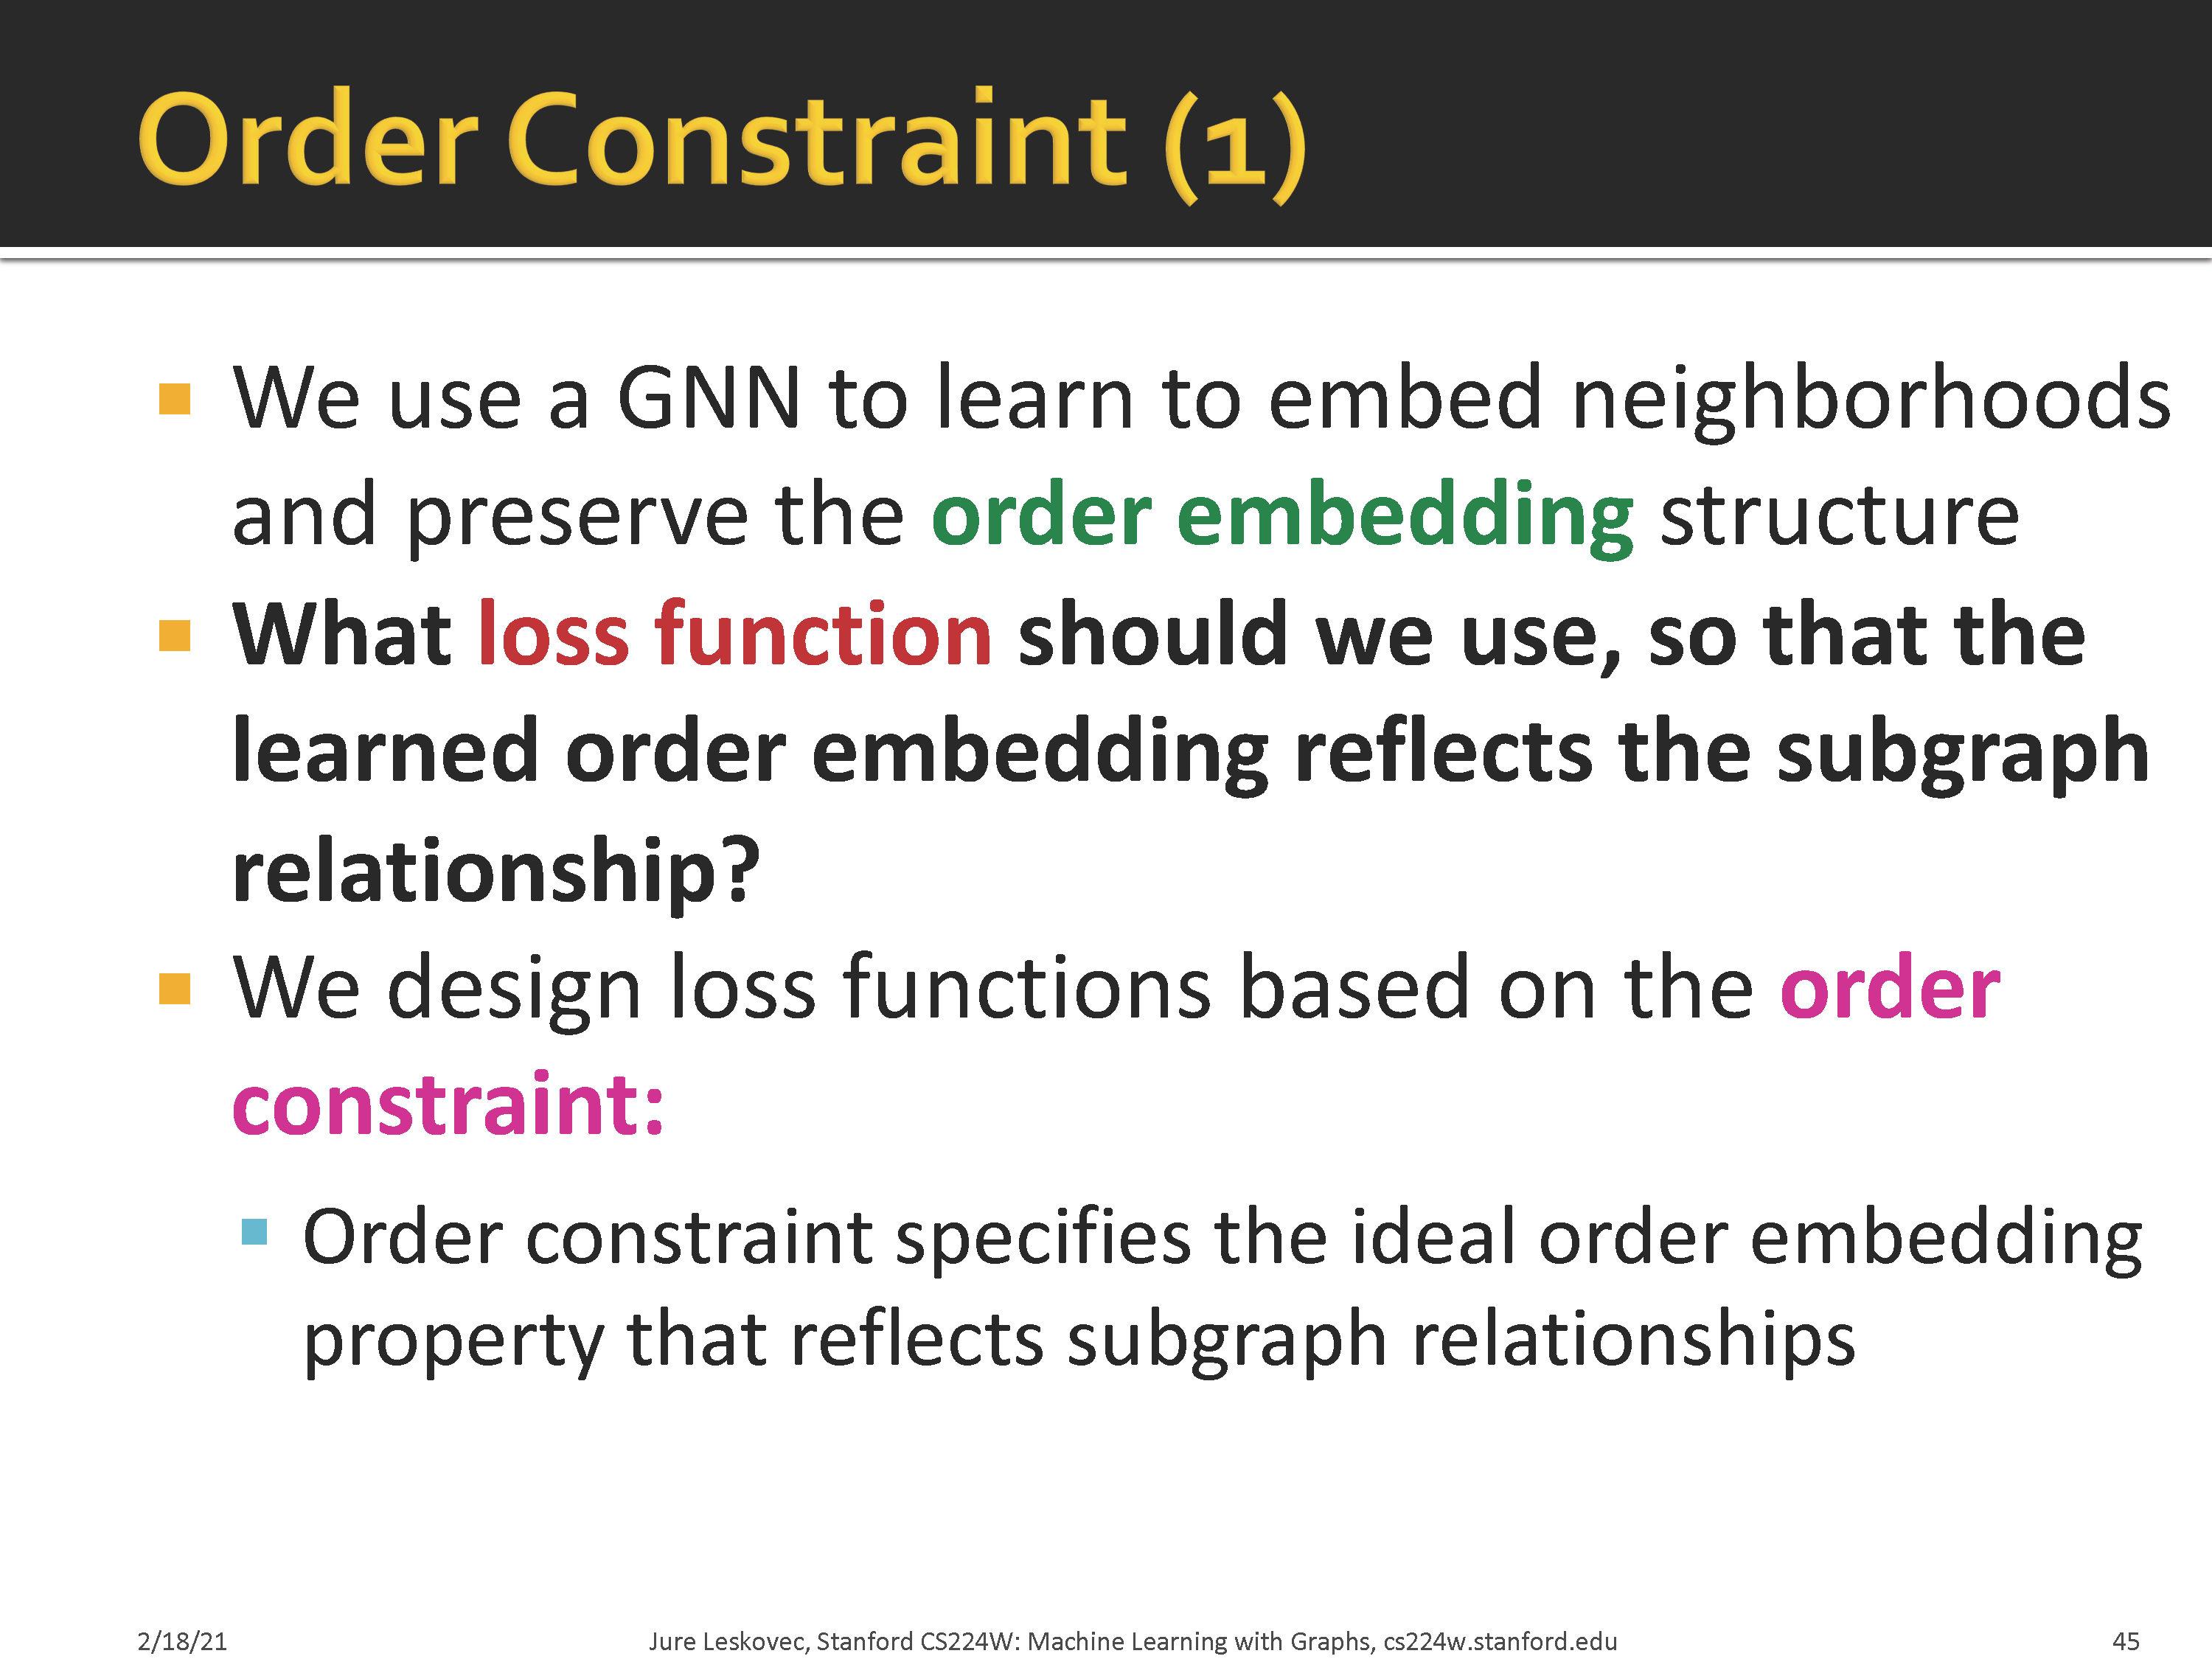 Order Constraint (1)
We use a GNN to learn to embed neighborhoods
and preserve the order embedding structure
What loss function should we use, so that the
learned order embedding reflects the subgraph
relationship?
We design loss functions based on the order
constraint:
Order constraint specifies the ideal order embedding
property that reflects subgraph relationships
2/18/21
Jure Leskovec, Stanford CS224W: Machine Learning with Graphs, cs224w.stanford.edu
45